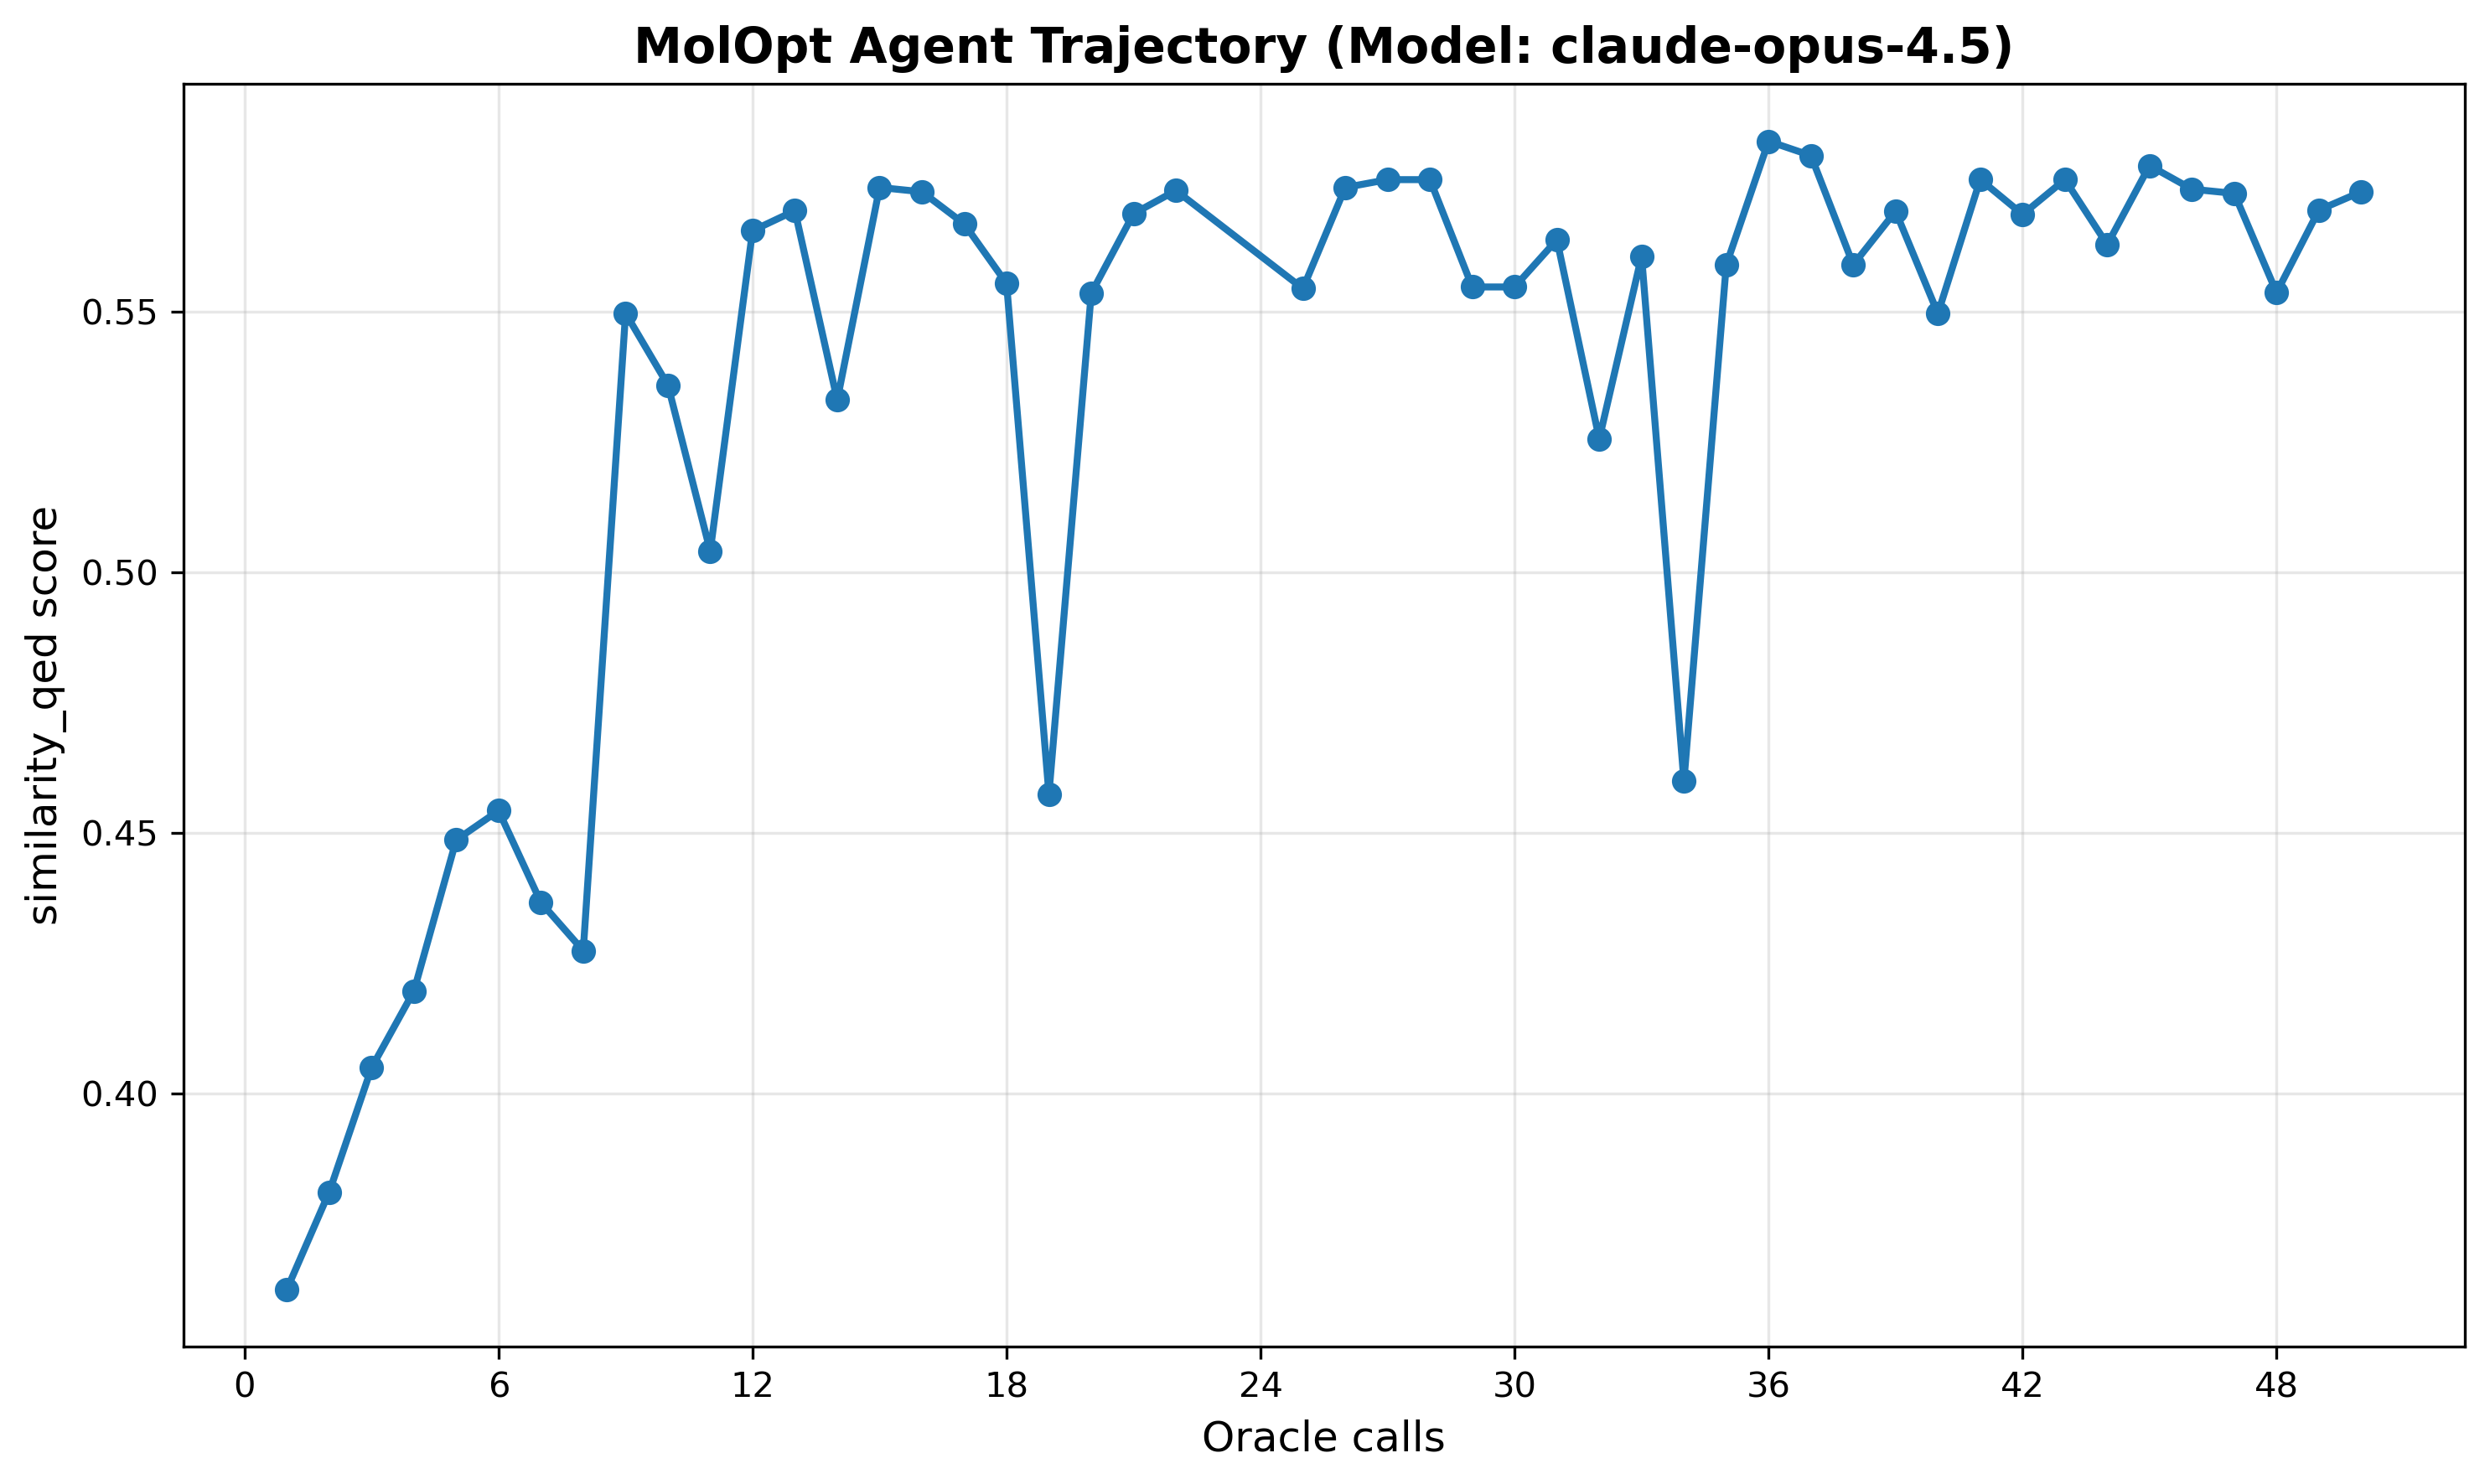 MolOpt Agent Trajectory (Model: claude-opus-4.5)
similarity_qed score
0.55
0.50
0.45
0.40
0 6 12 18 24 30 36 42 48
Oracle calls